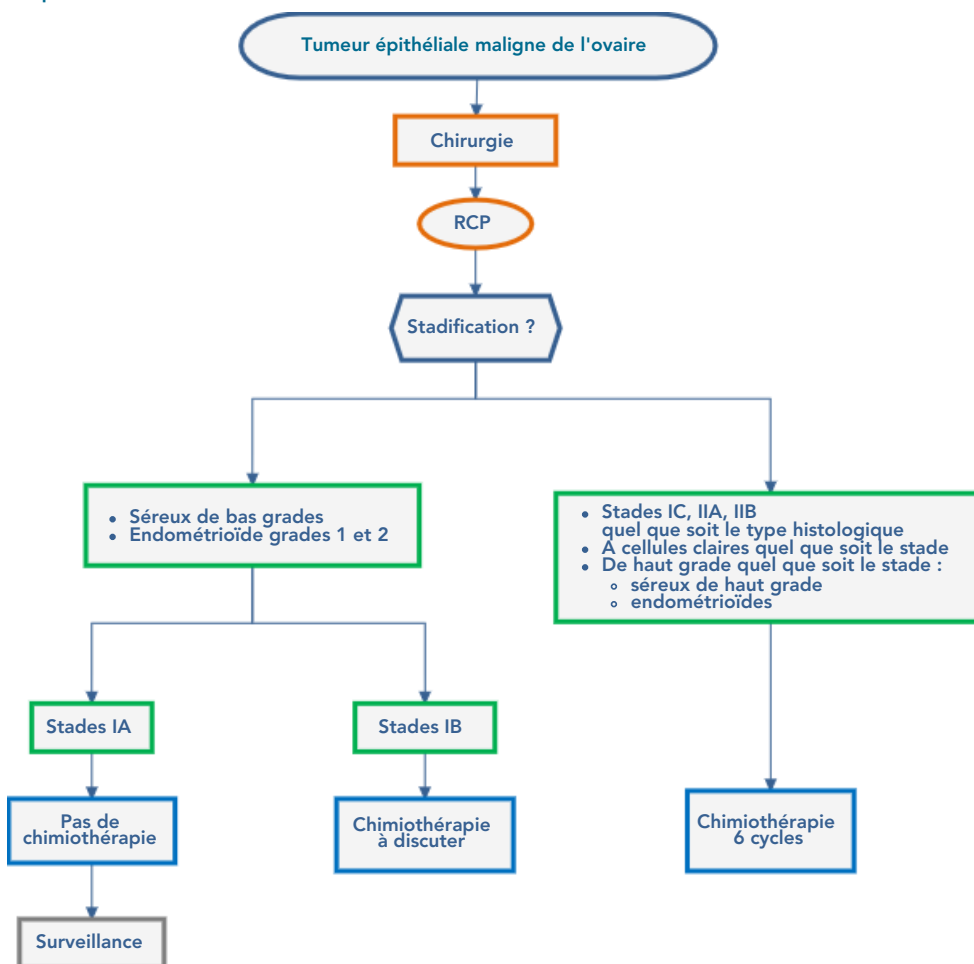 Tumeur épithéliale maligne de l'ovaire
Chirurgie
RCP
Stadification ?
• Séreux de bas grades
• Endométrioïde grades 1 et 2
• Stades IC, IIA, IIB
quel que soit le type histologique
• A cellules claires quel que soit le stade
• De haut grade quel que soit le stade :
◦ séreux de haut grade
◦ endométrioïdes
Stades IA
Stades IB
Pas de
chimiothérapie
Chimiothérapie
à discuter
Chimiothérapie
6 cycles
Surveillance